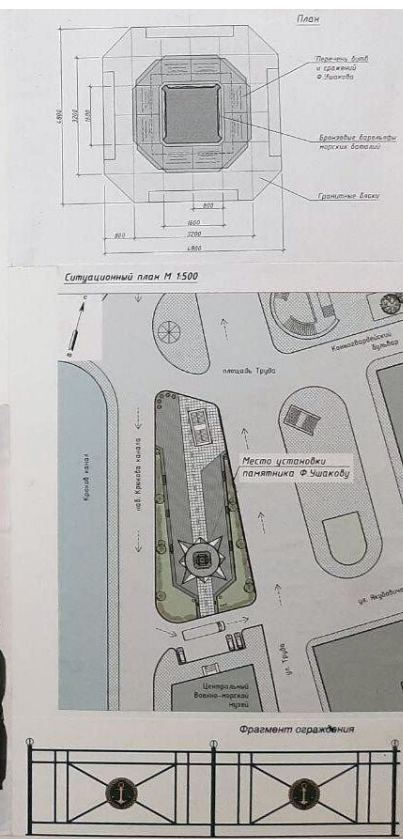 План
Перечень битв
и сражений
Ф.Ушакова
Бронзовые барельефы
морских баталий
Гранитные блоки
4800
3200
1600
800
1600
800
3200
4800
Ситуационный план М 1:500
С
Конногвардейский
бульвар
площадь Труда
Крюков канал
наб. Крюкова канала
Место установки
памятника Ф.Ушакову
ул. Якубовича
ул. Труда
Центральный
Военно-морской
музей
Фрагмент ограждения